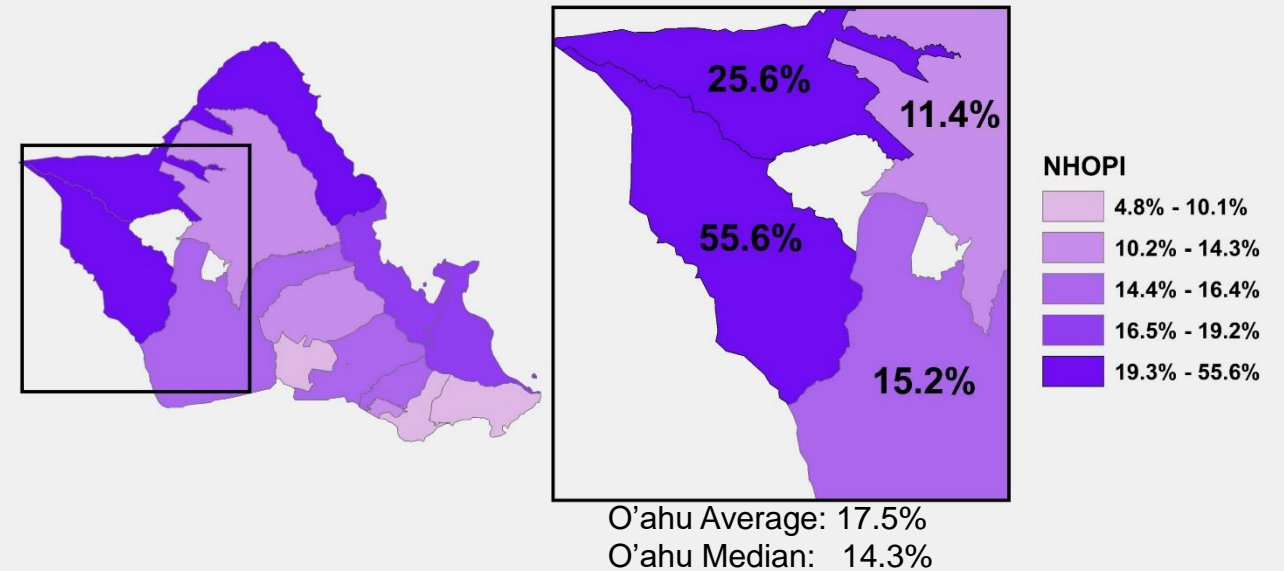 25.6%
11.4%
55.6%
15.2%
NHOPI
4.8% - 10.1%
10.2% - 14.3%
14.4% - 16.4%
16.5% - 19.2%
19.3% - 55.6%
O’ahu Average: 17.5%
O’ahu Median: 14.3%